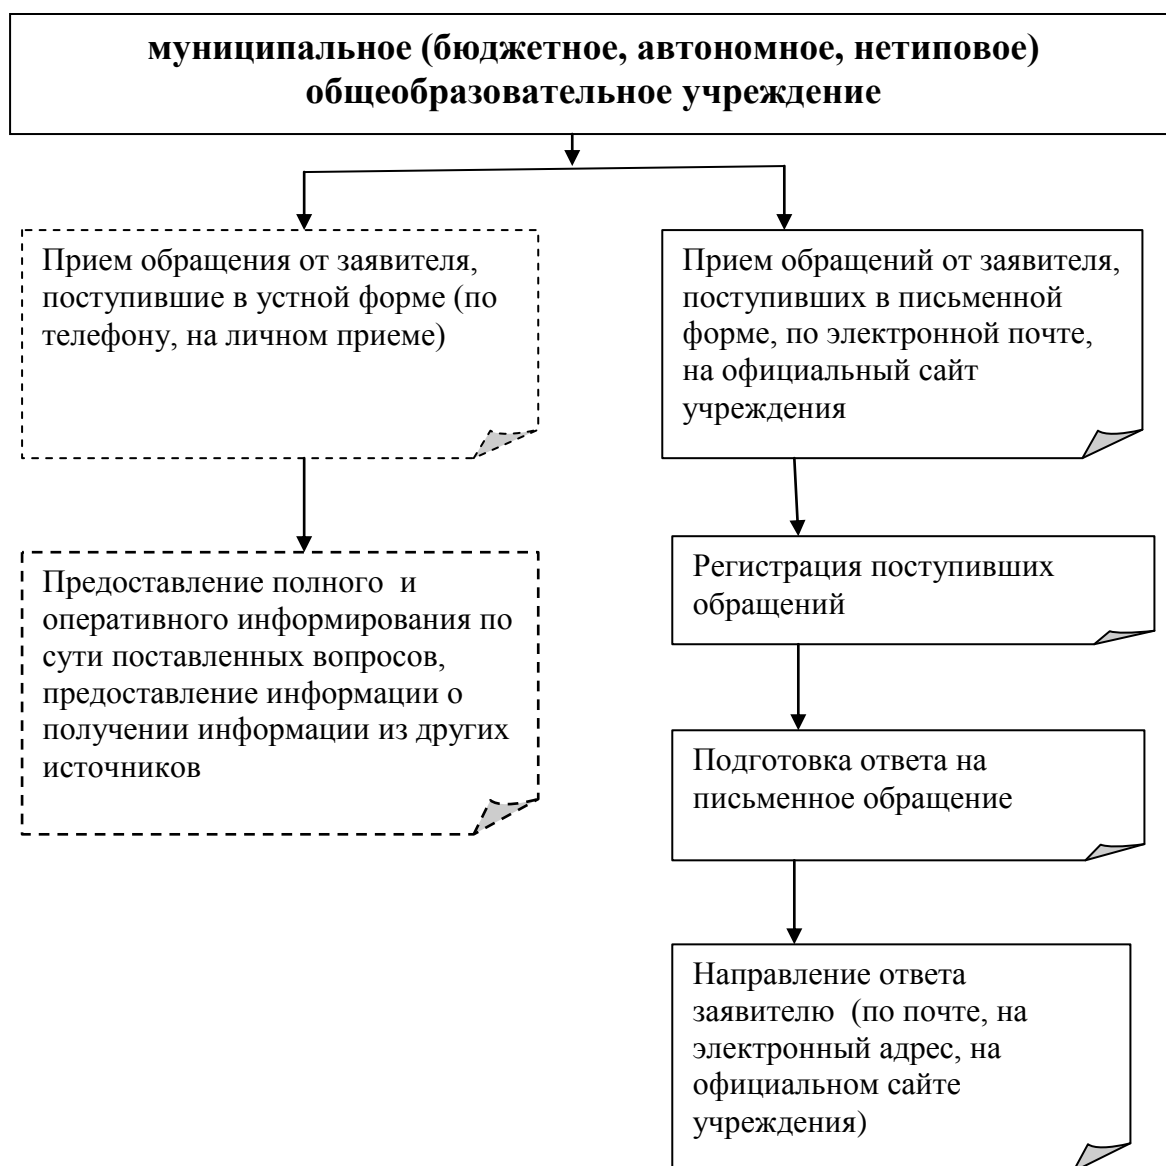 муниципальное (бюджетное, автономное, нетиповое)
общеобразовательное учреждение
Прием обращения от заявителя,
поступившие в устной форме (по
телефону, на личном приеме)
Прием обращений от заявителя,
поступивших в письменной
форме, по электронной почте,
на официальный сайт
учреждения
Предоставление полного и
оперативного информирования по
сути поставленных вопросов,
предоставление информации о
получении информации из других
источников
Регистрация поступивших
обращений
Подготовка ответа на
письменное обращение
Направление ответа
заявителю (по почте, на
электронный адрес, на
официальном сайте
учреждения)